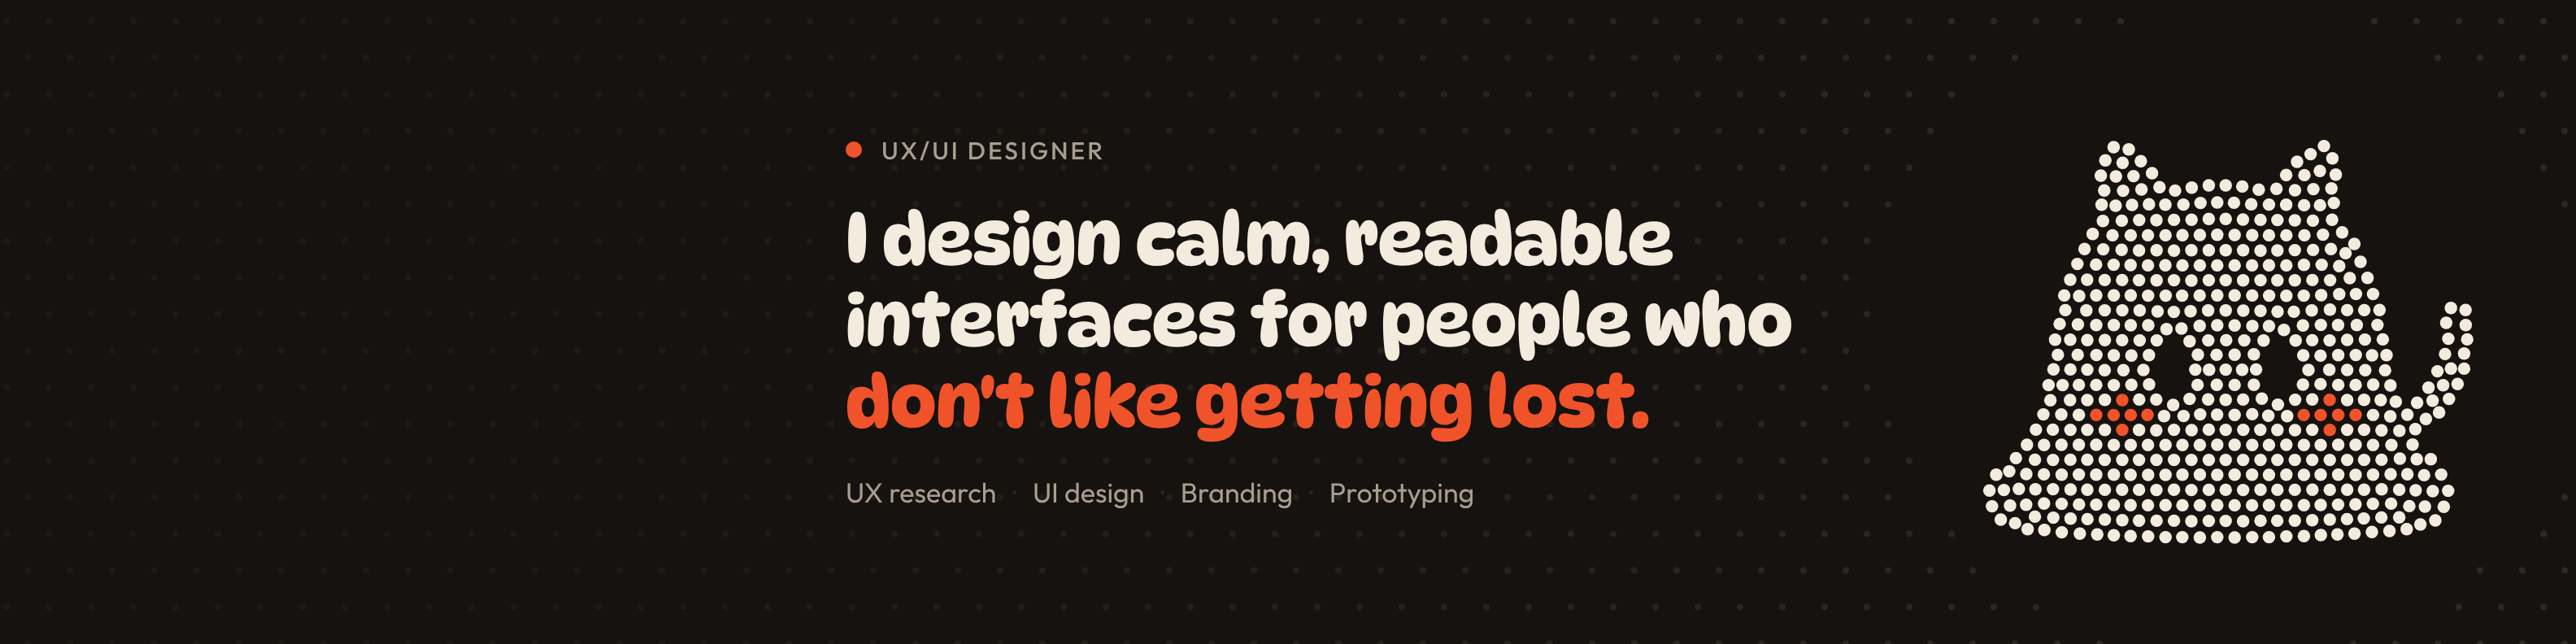 UX/UI DESIGNER
I design calm, readable
interfaces for people who
don't like getting lost.
UX research · UI design · Branding · Prototyping